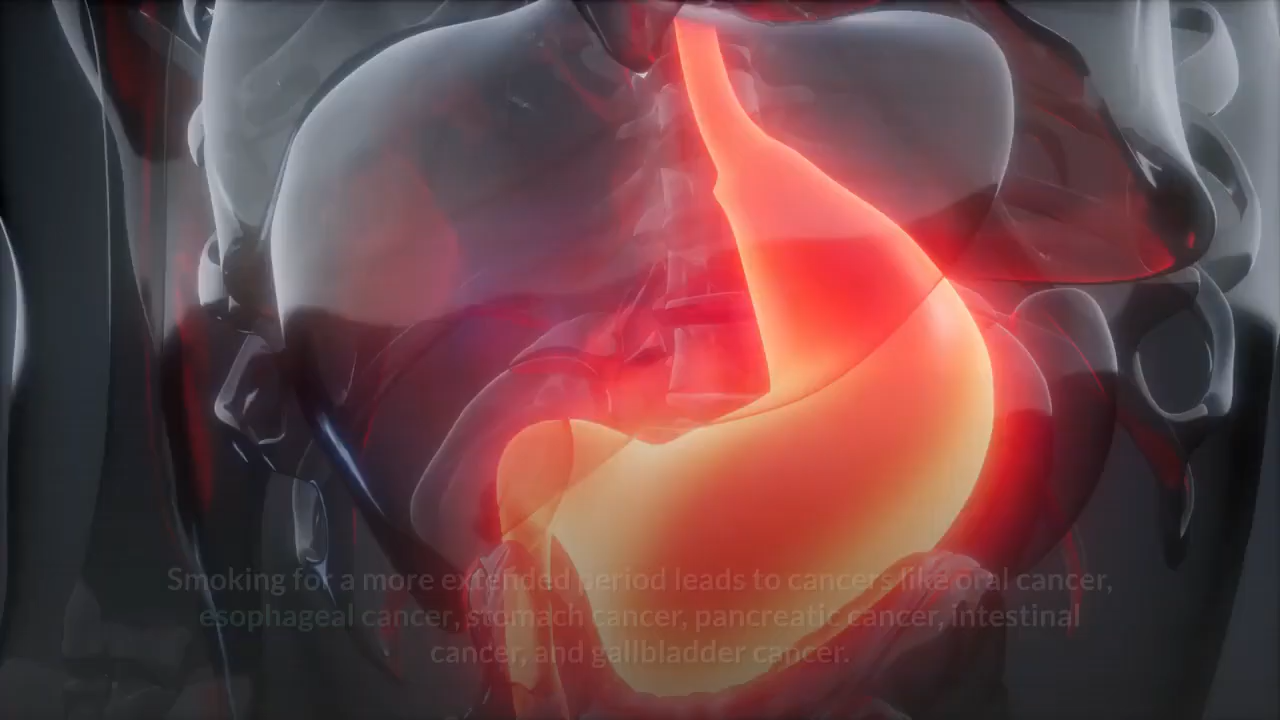 Smoking for a more extended period leads to cancers like oral cancer,
esophageal cancer, stomach cancer, pancreatic cancer, intestinal
cancer, and gallbladder cancer.